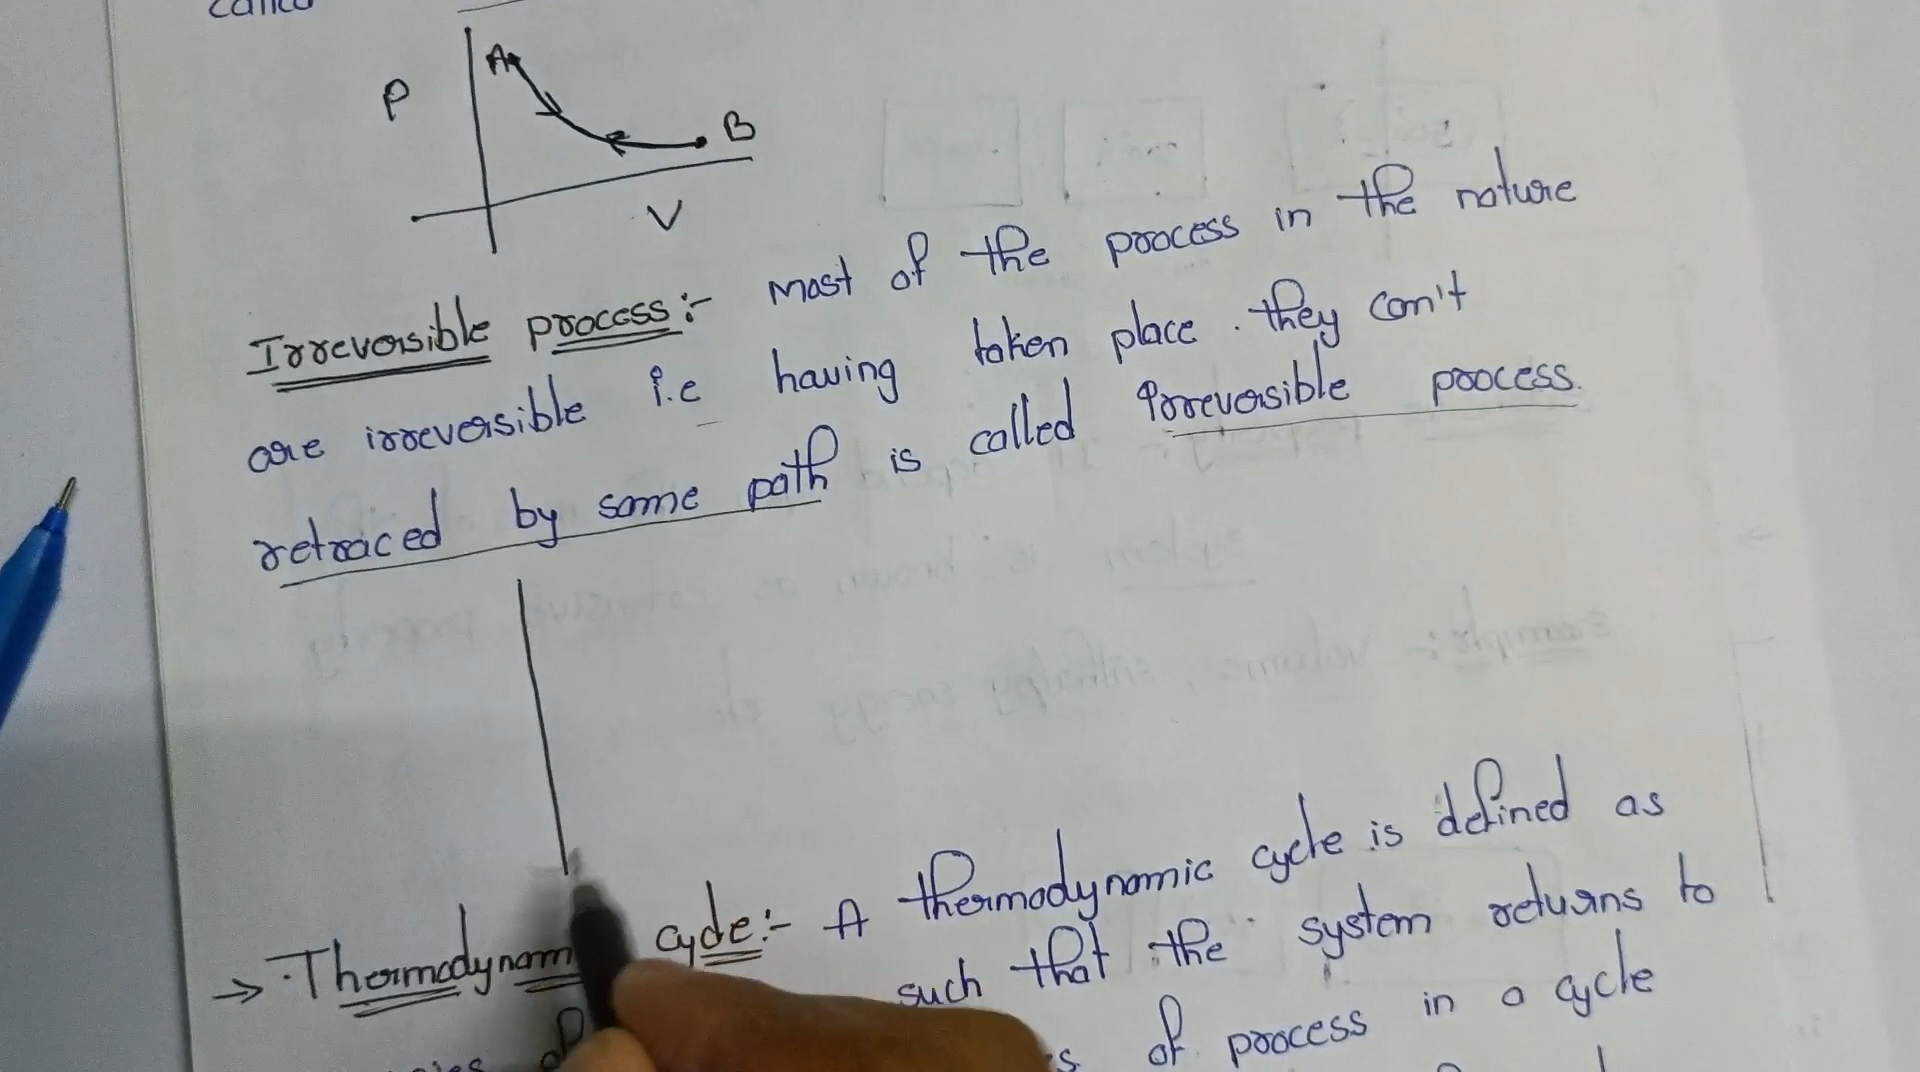 A
P
B
V
Irreversible process:- most of the process in the nature
are irreversible i.e having taken place. they can't
retraced by same path is called irreversible process.
→ Thermodynam cycle:- A thermodynamic cycle is defined as
such that the system returns to
of process in a cycle